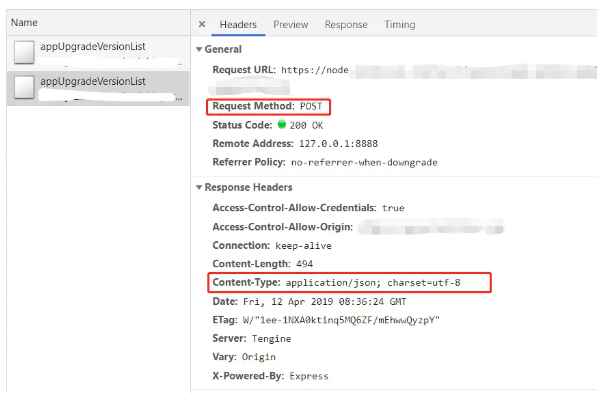 Name
× Headers Preview Response Timing
appUpgradeVersionList
appUpgradeVersionList
▼ General
Request URL: https://node
Request Method: POST
Status Code: 200 OK
Remote Address: 127.0.0.1:8888
Referrer Policy: no-referrer-when-downgrade
▼ Response Headers
Access-Control-Allow-Credentials: true
Access-Control-Allow-Origin:
Connection: keep-alive
Content-Length: 494
Content-Type: application/json; charset=utf-8
Date: Fri, 12 Apr 2019 08:36:24 GMT
ETag: W/"1ee-1NXA0ktinq5MQ6ZF/mEhwwQyzpY"
Server: Tengine
Vary: Origin
X-Powered-By: Express